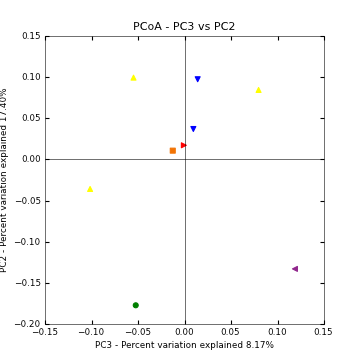 PCoA - PC3 vs PC2
0.15
0.10
0.05
0.00
−0.05
−0.10
−0.15
−0.20
PC2 - Percent variation explained 17.40%
−0.15 −0.10 −0.05 0.00 0.05 0.10 0.15
PC3 - Percent variation explained 8.17%